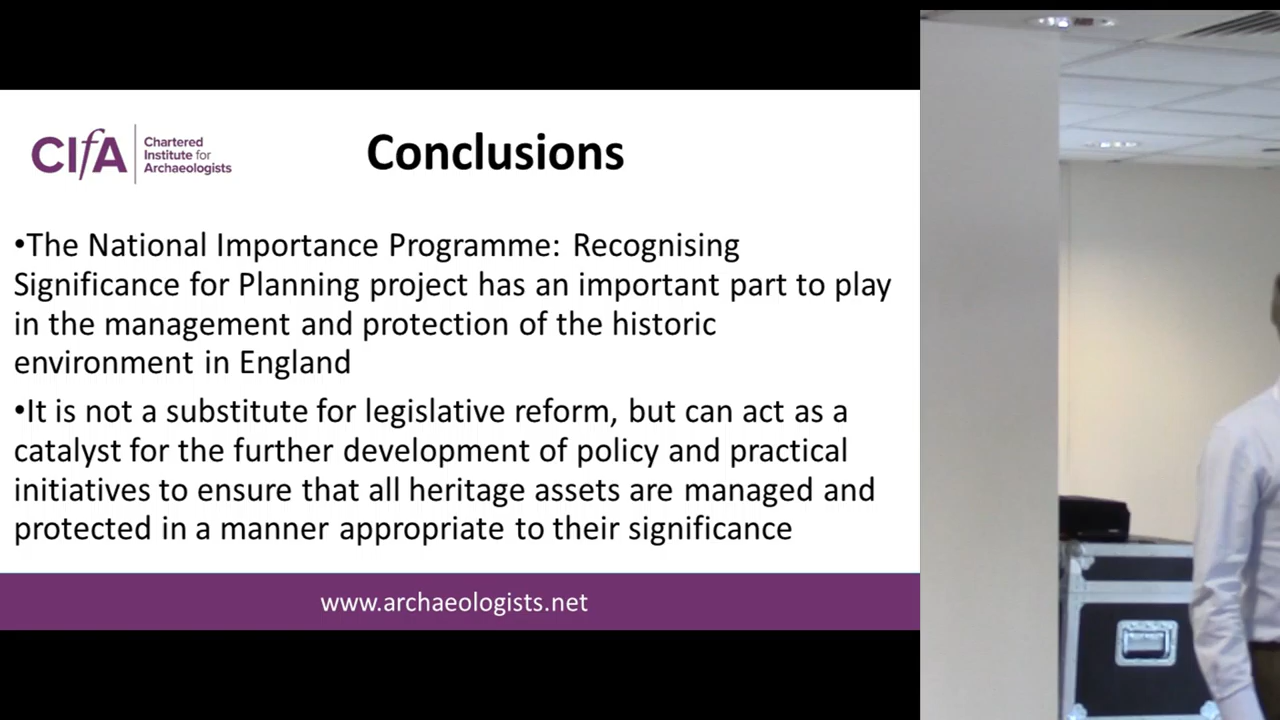 CIfA
Chartered
Institute for
Archaeologists
Conclusions
•The National Importance Programme: Recognising
Significance for Planning project has an important part to play
in the management and protection of the historic
environment in England
•It is not a substitute for legislative reform, but can act as a
catalyst for the further development of policy and practical
initiatives to ensure that all heritage assets are managed and
protected in a manner appropriate to their significance
www.archaeologists.net